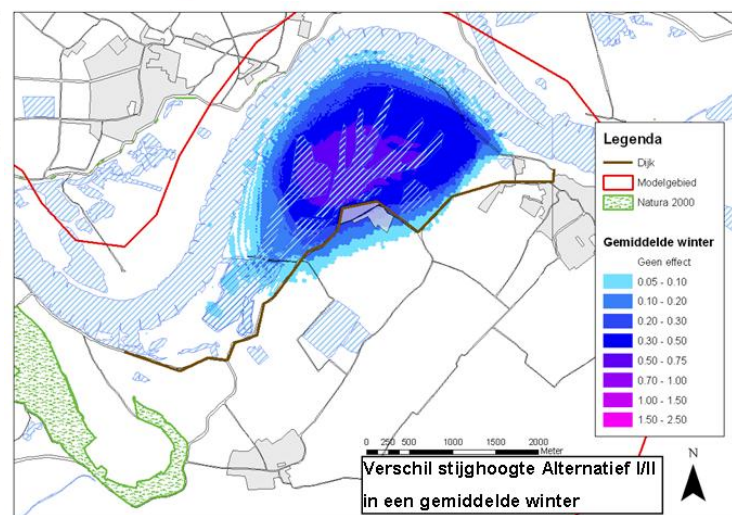 Legenda
Dijk
Modelgebied
Natura 2000
Gemiddelde winter
Geen effect
0.05 - 0.10
0.10 - 0.20
0.20 - 0.30
0.30 - 0.50
0.50 - 0.75
0.70 - 1.00
1.00 - 1.50
1.50 - 2.50
0 250 500 1000 1500 2000
Meter
N
Verschil stijghoogte Alternatief I/II
in een gemiddelde winter